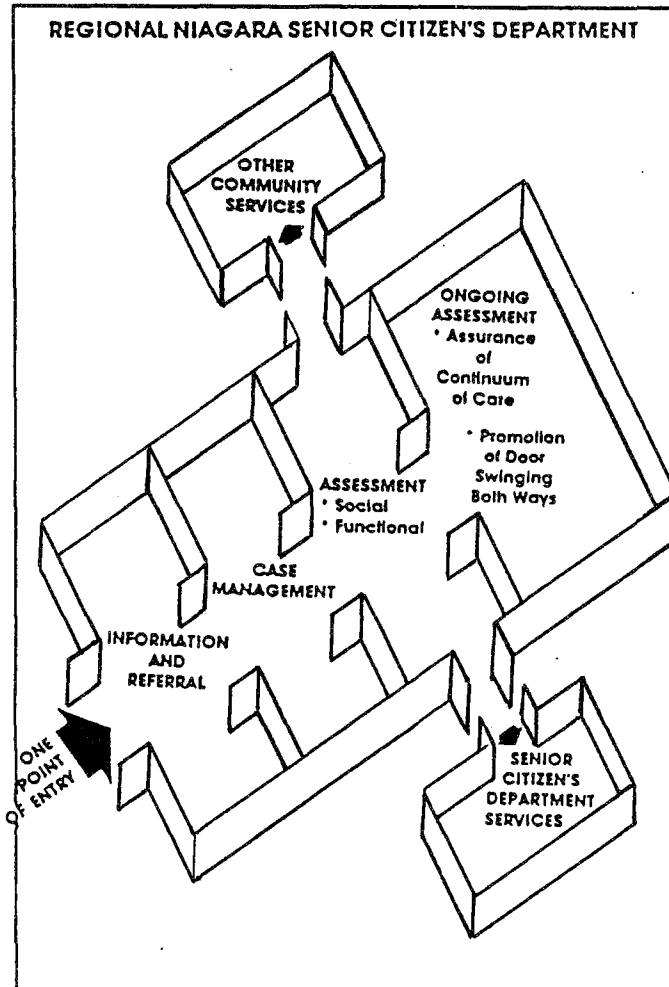 REGIONAL NIAGARA SENIOR CITIZEN'S DEPARTMENT
OTHER
COMMUNITY
SERVICES
ONGOING
ASSESSMENT
* Assurance
of
Continuum
of Care
* Promotion
of Door
Swinging
Both Ways
ASSESSMENT
* Social
* Functional
CASE
MANAGEMENT
INFORMATION
AND
REFERRAL
ONE
POINT
OF ENTRY
SENIOR
CITIZEN'S
DEPARTMENT
SERVICES